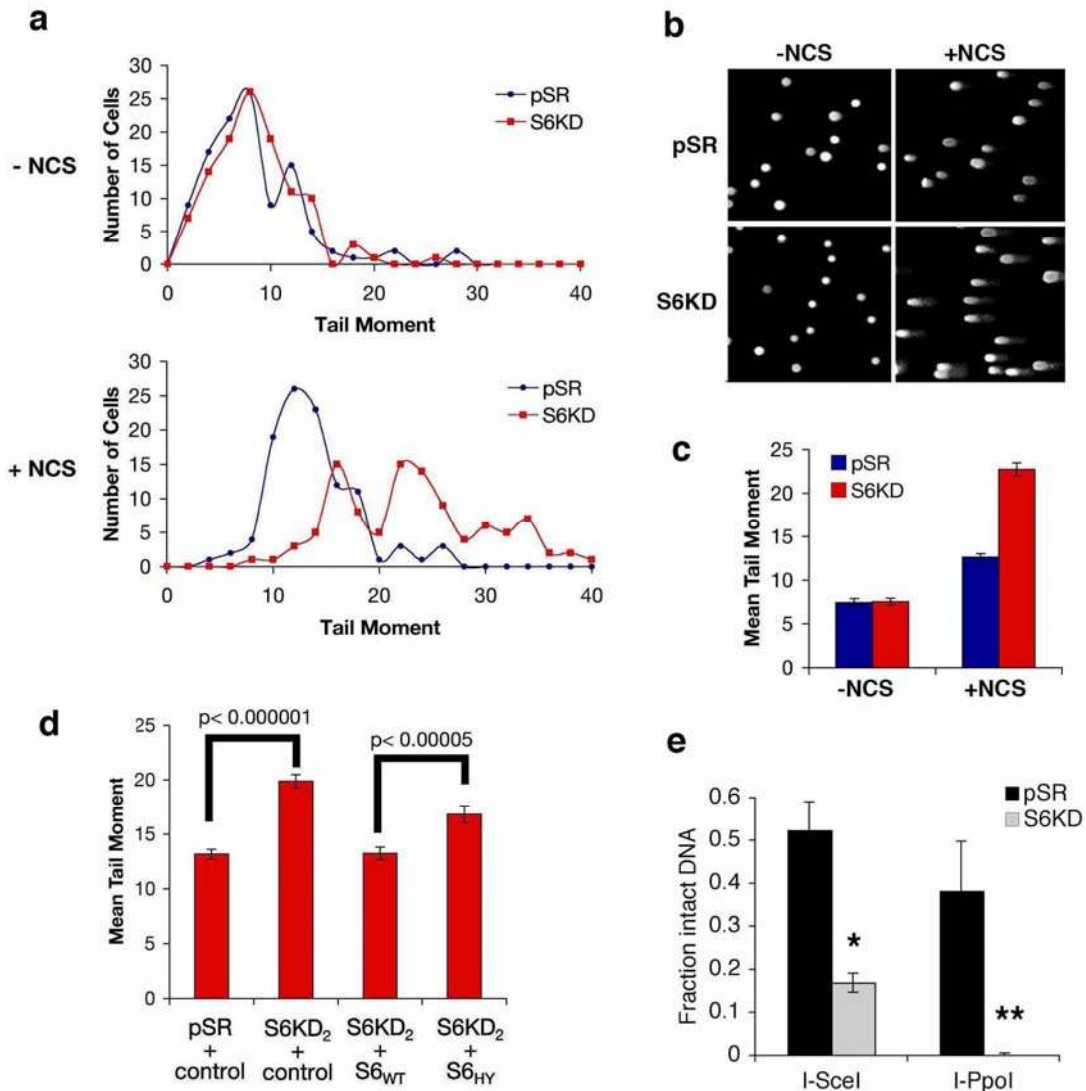 a
- NCS
Number of Cells
30
25
20
15
10
5
0
0 10 20 30 40
Tail Moment
pSR
S6KD
+ NCS
Number of Cells
30
25
20
15
10
5
0
0 10 20 30 40
Tail Moment
pSR
S6KD
b
-NCS +NCS
pSR
S6KD
c
Mean Tail Moment
25
20
15
10
5
0
pSR
S6KD
-NCS +NCS
d
Mean Tail Moment
25
20
15
10
5
0
p< 0.000001
p< 0.00005
pSR + control
S6KD2 + control
S6KD2 + S6WT
S6KD2 + S6HY
e
Fraction intact DNA
0.6
0.5
0.4
0.3
0.2
0.1
0
pSR
S6KD
*
**
I-SceI I-PpoI